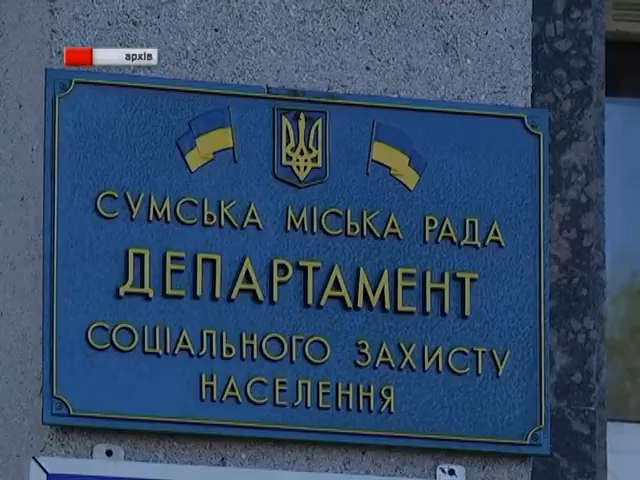 архів
СУМСЬКА МІСЬКА РАДА
ДЕПАРТАМЕНТ
СОЦІАЛЬНОГО ЗАХИСТУ
НАСЕЛЕННЯ